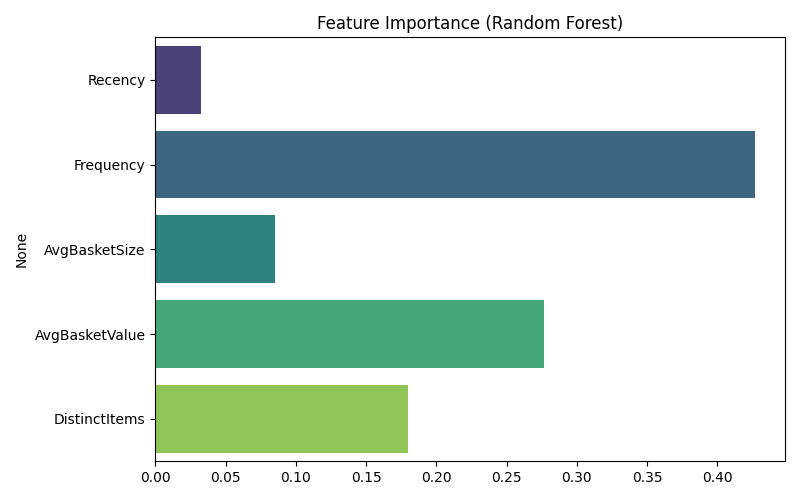 Feature Importance (Random Forest)
None
Recency
Frequency
AvgBasketSize
AvgBasketValue
DistinctItems
0.00 0.05 0.10 0.15 0.20 0.25 0.30 0.35 0.40